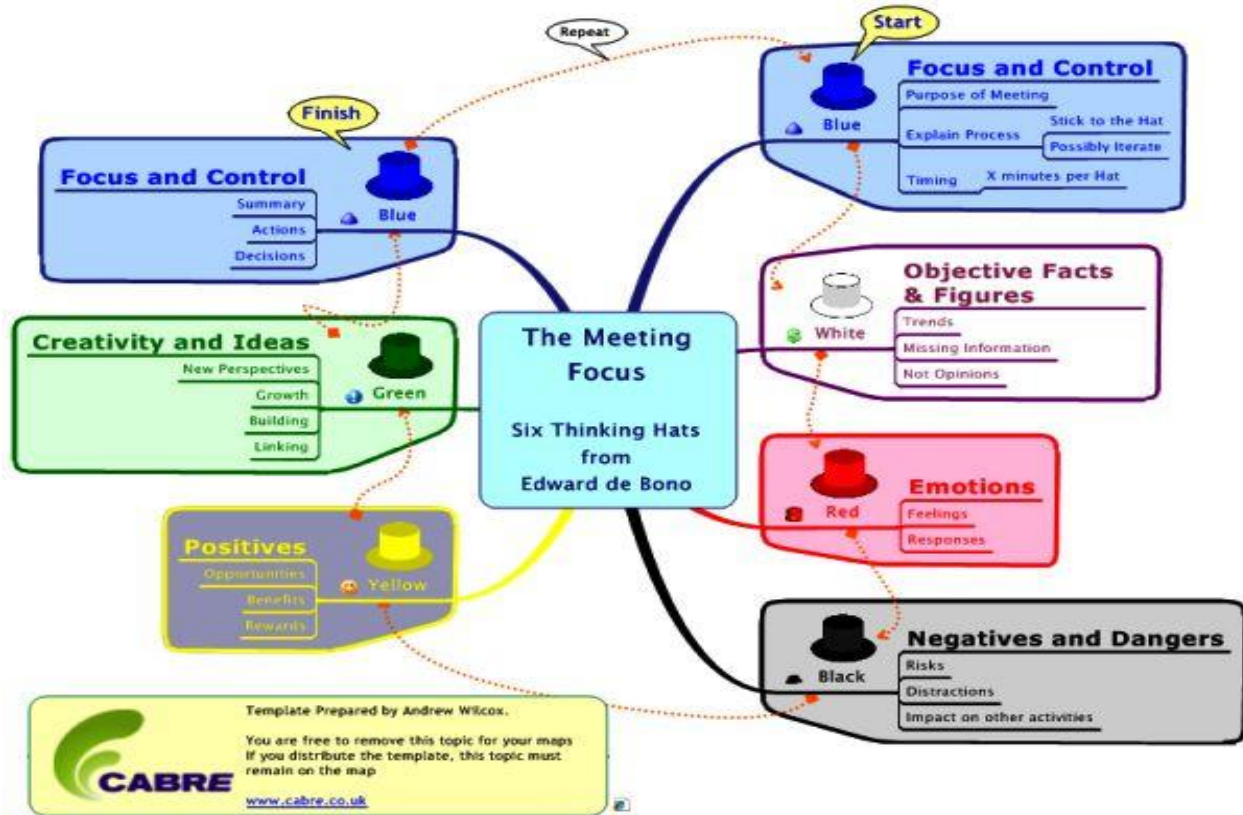 Repeat
Start
Focus and Control
Purpose of Meeting
Blue
Explain Process
Stick to the Hat
Possibly Iterate
Timing
X minutes per Hat
Objective Facts
& Figures
White
Trends
Missing Information
Not Opinions
Emotions
Red
Feelings
Responses
Negatives and Dangers
Black
Risks
Distractions
Impact on other activities
The Meeting
Focus
Six Thinking Hats
from
Edward de Bono
Finish
Focus and Control
Blue
Summary
Actions
Decisions
Creativity and Ideas
Green
New Perspectives
Growth
Building
Linking
Positives
Yellow
Opportunities
Benefits
Rewards
CABRE
Template Prepared by Andrew Wilcox.
You are free to remove this topic for your maps
If you distribute the template, this topic must
remain on the map
www.cabre.co.uk